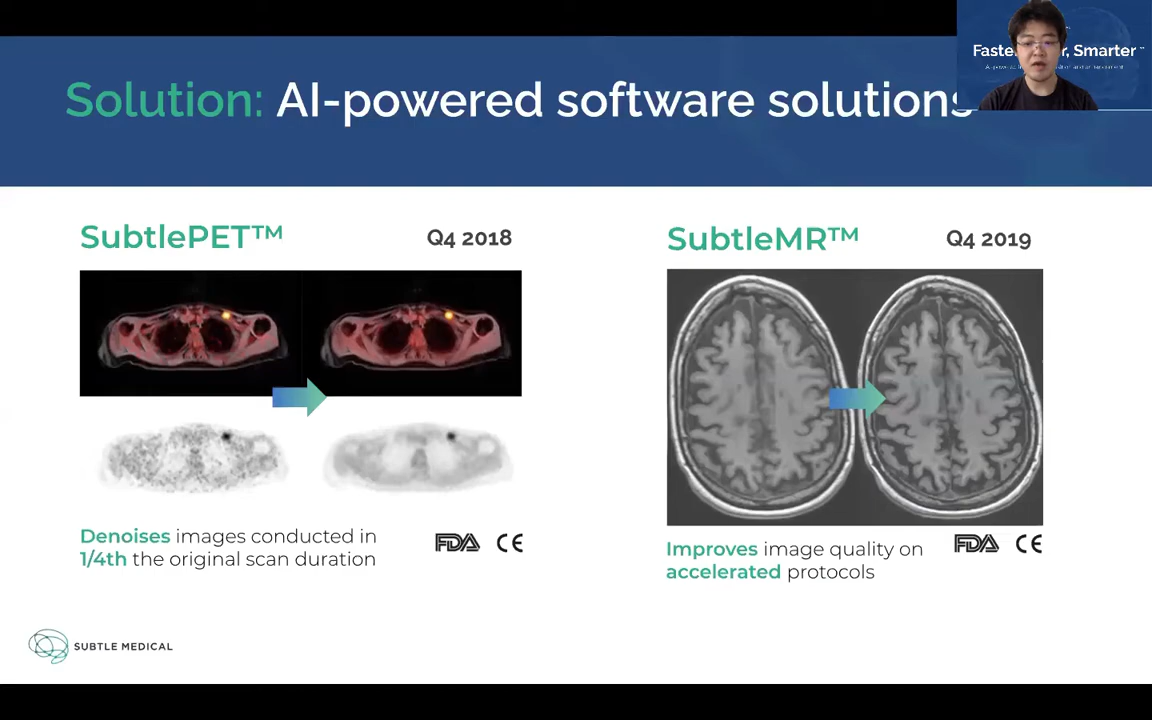 Solution: AI-powered software solutions
Smarter
SubtlePET™
Q4 2018
SubtleMR™
Q4 2019
Denoises images conducted in
1/4th the original scan duration
FDA CE
Improves image quality on
accelerated protocols
FDA CE
SUBTLE MEDICAL